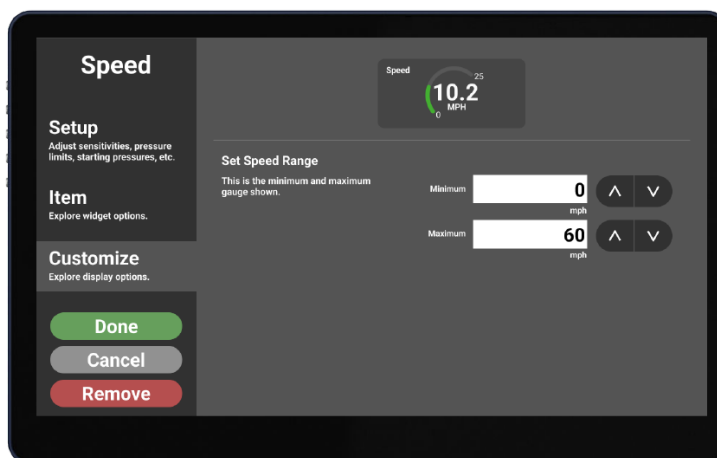 Speed
Setup
Adjust sensitivities, pressure
limits, starting pressures, etc.
Item
Explore widget options.
Customize
Explore display options.
Done
Cancel
Remove
Speed
25
10.2
MPH
0
Set Speed Range
This is the minimum and maximum
gauge shown.
Minimum 0
mph
Maximum 60
mph